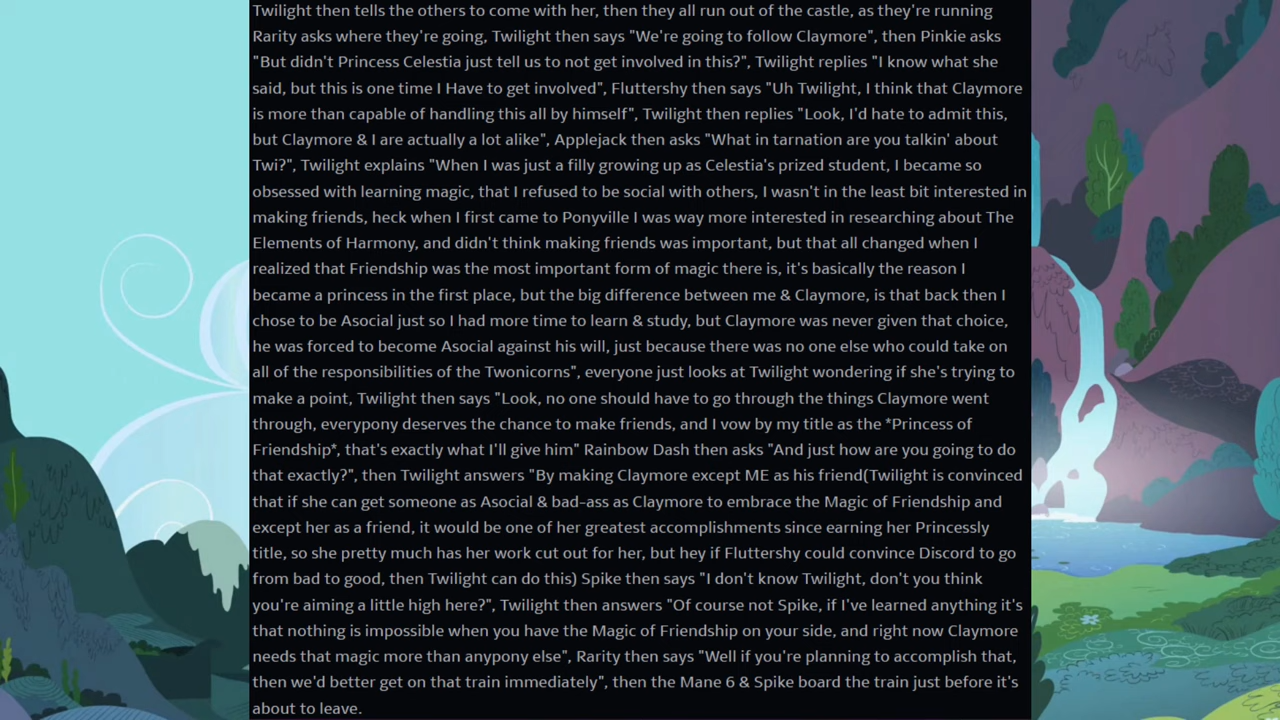 Twilight then tells the others to come with her, then they all run out of the castle, as they're running
Rarity asks where they're going, Twilight then says "We're going to follow Claymore", then Pinkie asks
"But didn't Princess Celestia just tell us to not get involved in this?", Twilight replies "I know what she
said, but this is one time I Have to get involved", Fluttershy then says "Uh Twilight, I think that Claymore
is more than capable of handling this all by himself", Twilight then replies "Look, I'd hate to admit this,
but Claymore & I are actually a lot alike", Applejack then asks "What in tarnation are you talkin' about
Twi?", Twilight explains "When I was just a filly growing up as Celestia's prized student, I became so
obsessed with learning magic, that I refused to be social with others, I wasn't in the least bit interested in
making friends, heck when I first came to Ponyville I was way more interested in researching about The
Elements of Harmony, and didn't think making friends was important, but that all changed when I
realized that Friendship was the most important form of magic there is, it's basically the reason I
became a princess in the first place, but the big difference between me & Claymore, is that back then I
chose to be Asocial just so I had more time to learn & study, but Claymore was never given that choice,
he was forced to become Asocial against his will, just because there was no one else who could take on
all of the responsibilities of the Twonicorns", everyone just looks at Twilight wondering if she's trying to
make a point, Twilight then says "Look, no one should have to go through the things Claymore went
through, everypony deserves the chance to make friends, and I vow by my title as the *Princess of
Friendship*, that's exactly what I'll give him" Rainbow Dash then asks "And just how are you going to do
that exactly?", then Twilight answers "By making Claymore except ME as his friend(Twilight is convinced
that if she can get someone as Asocial & bad-ass as Claymore to embrace the Magic of Friendship and
except her as a friend, it would be one of her greatest accomplishments since earning her Princessly
title, so she pretty much has her work cut out for her, but hey if Fluttershy could convince Discord to go
from bad to good, then Twilight can do this) Spike then says "I don't know Twilight, don't you think
you're aiming a little high here?", Twilight then answers "Of course not Spike, if I've learned anything it's
that nothing is impossible when you have the Magic of Friendship on your side, and right now Claymore
needs that magic more than anypony else", Rarity then says "Well if you're planning to accomplish that,
then we'd better get on that train immediately", then the Mane 6 & Spike board the train just before it's
about to leave.